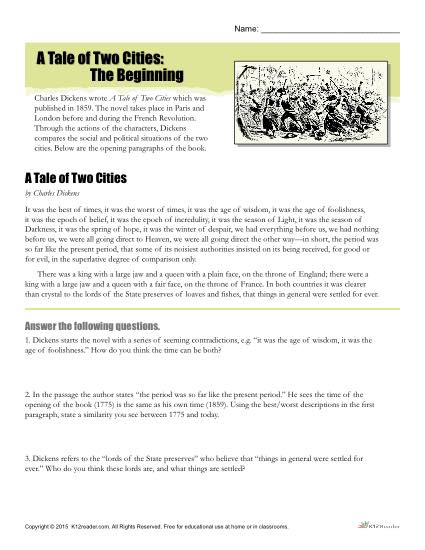 Name:
A Tale of Two Cities:
The Beginning
Charles Dickens wrote A Tale of Two Cities which was
published in 1859. The novel takes place in Paris and
London before and during the French Revolution.
Through the actions of the characters, Dickens
compares the social and political situations of the two
cities. Below are the opening paragraphs of the book.
A Tale of Two Cities
by Charles Dickens
It was the best of times, it was the worst of times, it was the age of wisdom, it was the age of foolishness,
it was the epoch of belief, it was the epoch of incredulity, it was the season of Light, it was the season of
Darkness, it was the spring of hope, it was the winter of despair, we had everything before us, we had nothing
before us, we were all going direct to Heaven, we were all going direct the other way—in short, the period was
so far like the present period, that some of its noisiest authorities insisted on its being received, for good or
for evil, in the superlative degree of comparison only.
There was a king with a large jaw and a queen with a plain face, on the throne of England; there were a
king with a large jaw and a queen with a fair face, on the throne of France. In both countries it was clearer
than crystal to the lords of the State preserves of loaves and fishes, that things in general were settled for ever.
Answer the following questions.
1. Dickens starts the novel with a series of seeming contradictions, e.g. “it was the age of wisdom, it was the
age of foolishness.” How do you think the time can be both?
2. In the passage the author states “the period was so far like the present period.” He sees the time of the
opening of the book (1775) is the same as his own time (1859). Using the best/worst descriptions in the first
paragraph, state a similarity you see between 1775 and today.
3. Dickens refers to the “lords of the State preserves” who believe that “things in general were settled for
ever.” Who do you think these lords are, and what things are settled?
Copyright © 2015 K12reader.com. All Rights Reserved. Free for educational use at home or in classrooms.
K12Reader